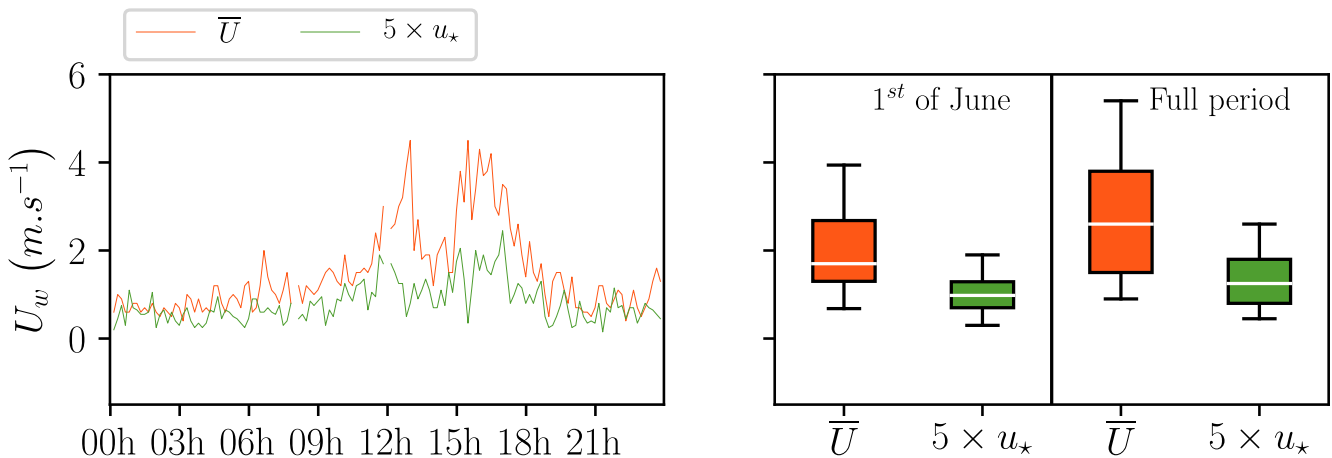 U̅ 5 × u⋆
6
4
2
0
U_w (m.s⁻¹)
00h 03h 06h 09h 12h 15h 18h 21h
1ˢᵗ of June Full period
U̅ 5 × u⋆ U̅ 5 × u⋆